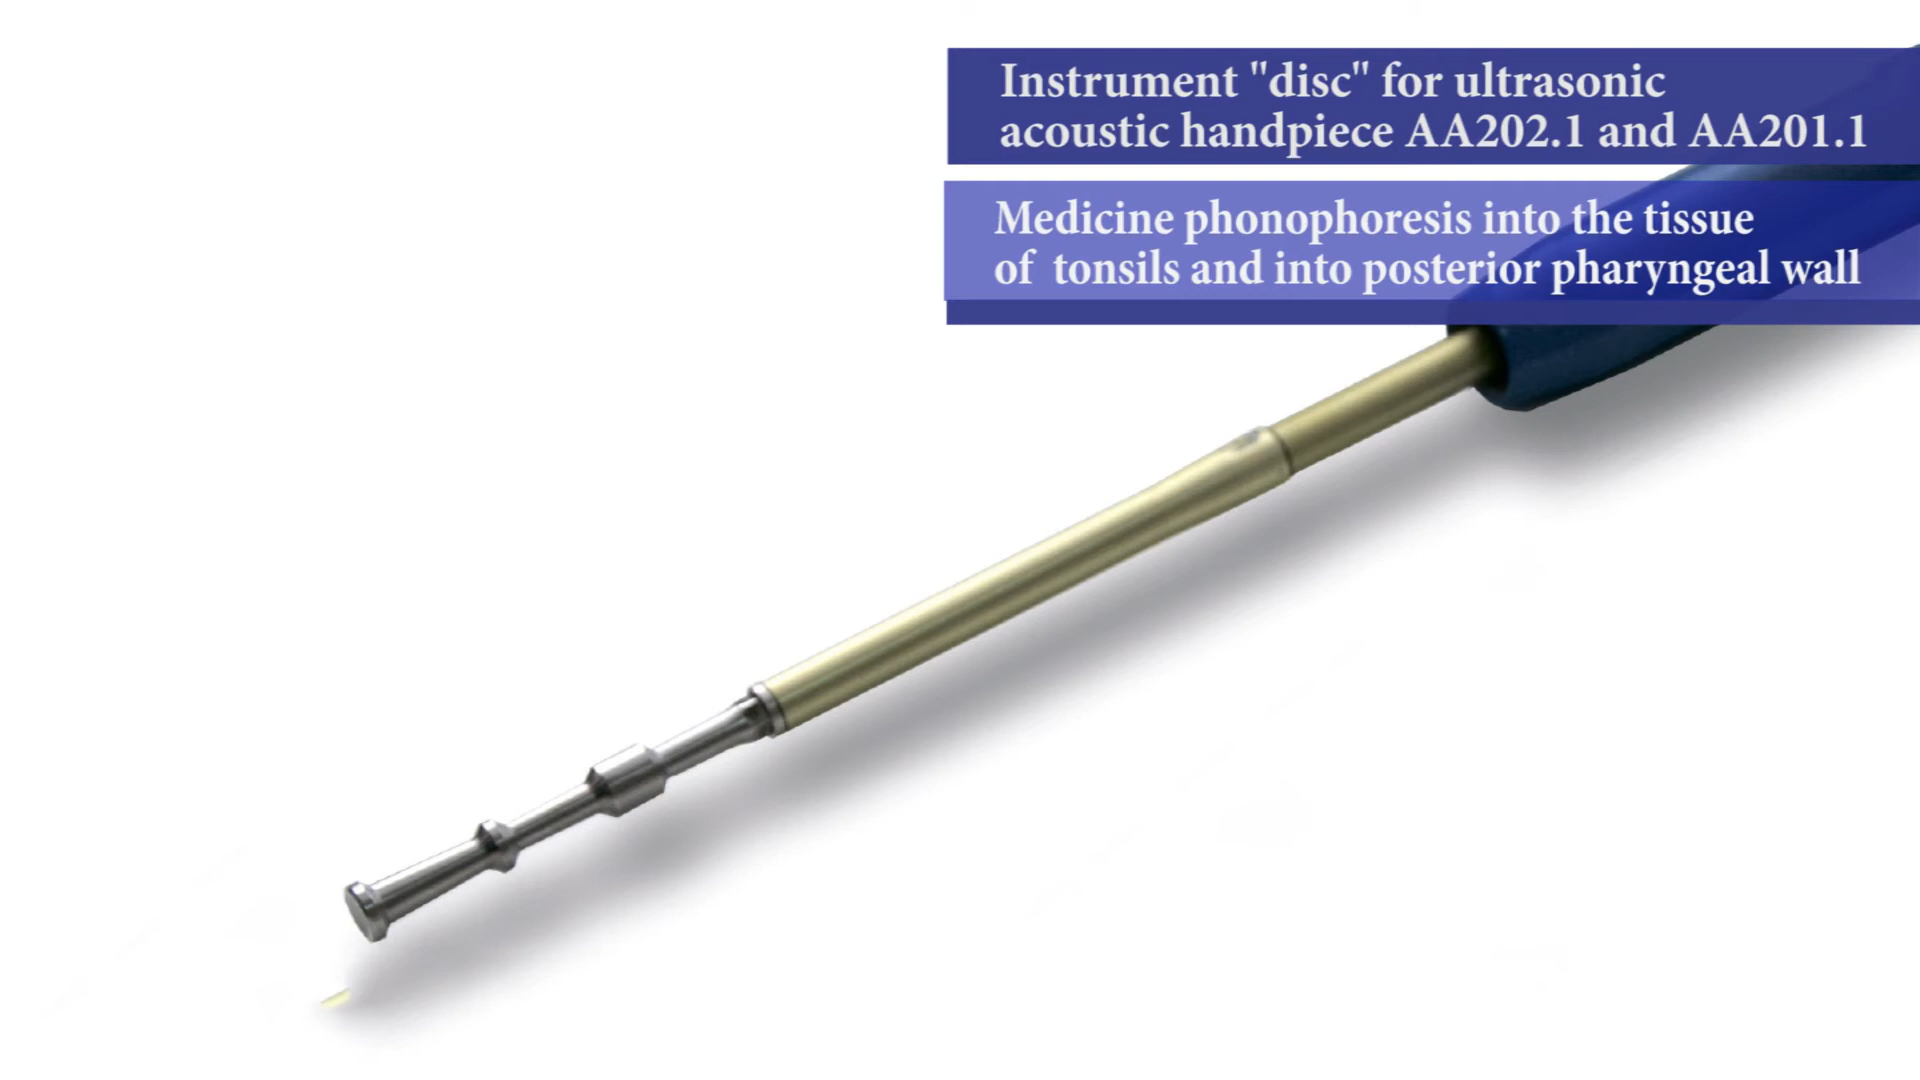 Instrument "disc" for ultrasonic
acoustic handpiece AA202.1 and AA201.1
Medicine phonophoresis into the tissue
of tonsils and into posterior pharyngeal wall